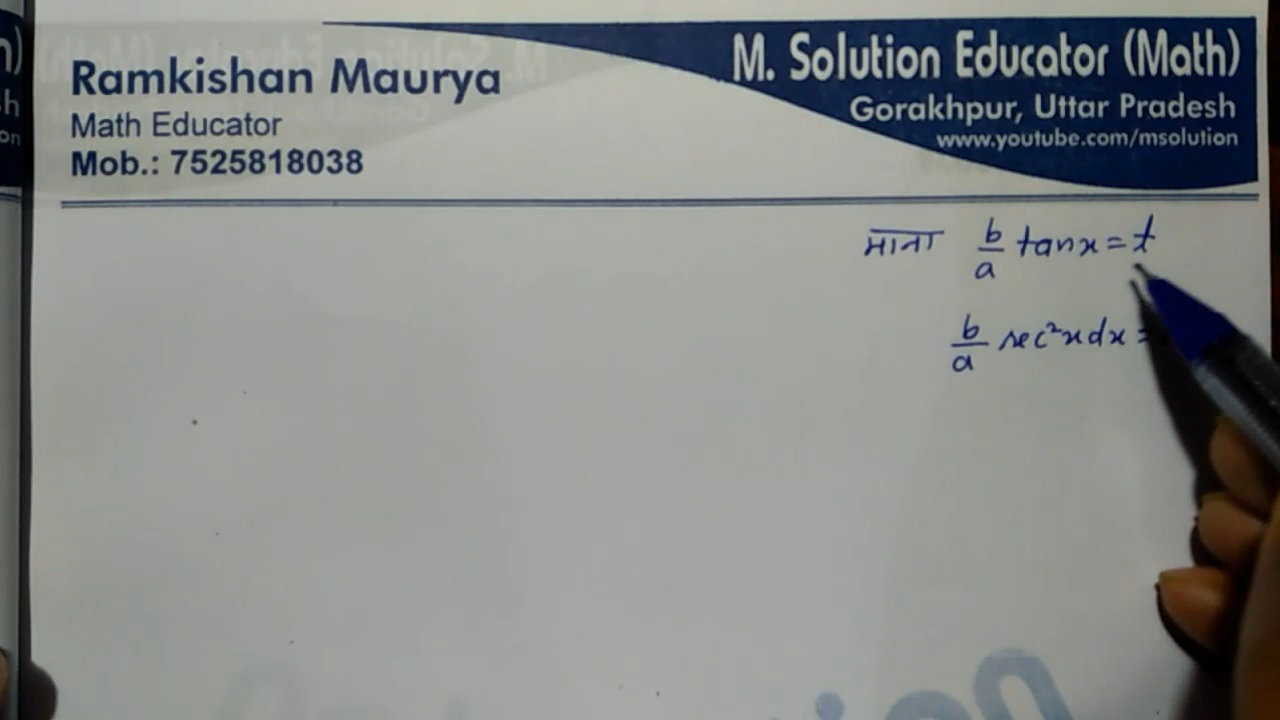 Ramkishan Maurya
Math Educator
Mob.: 7525818038
M. Solution Educator (Math)
Gorakhpur, Uttar Pradesh
www.youtube.com/msolution
माना b/a tanx = t
b/a sec²x dx =